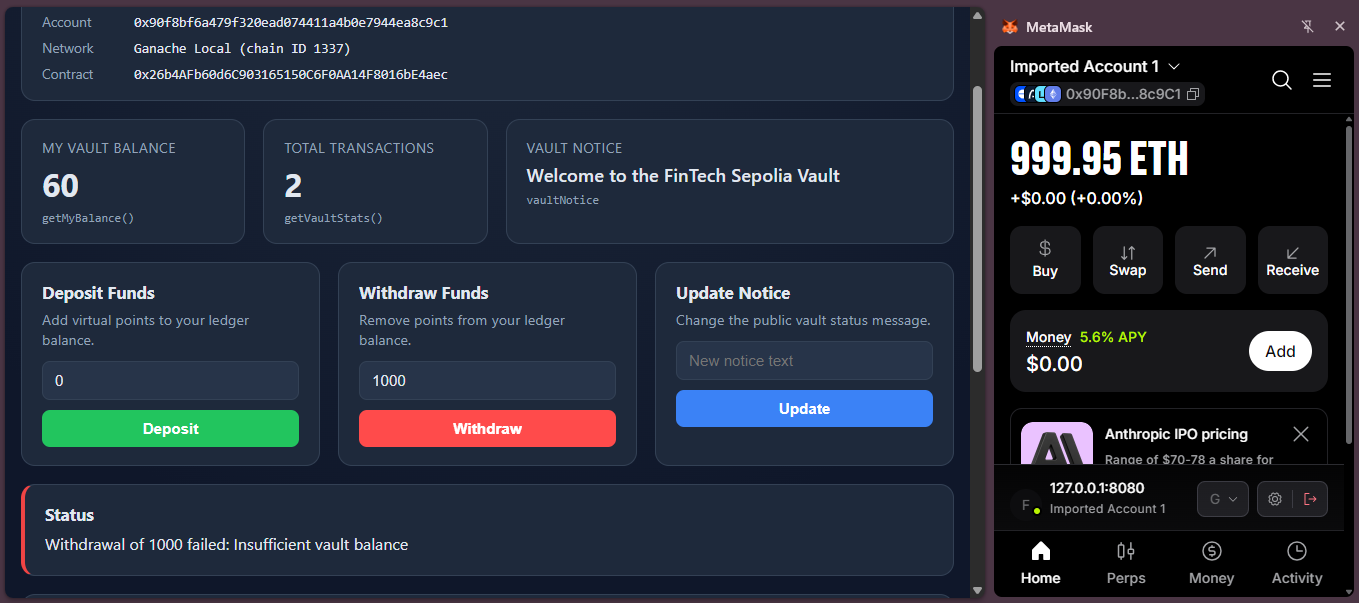 Account 0x90f8bf6a479f320ead074411a4b0e7944ea8c9c1
Network Ganache Local (chain ID 1337)
Contract 0x26b4AFb60d6C903165150C6F0AA14F8016bE4aec
MY VAULT BALANCE
60
getMyBalance()
TOTAL TRANSACTIONS
2
getVaultStats()
VAULT NOTICE
Welcome to the FinTech Sepolia Vault
vaultNotice
Deposit Funds
Add virtual points to your ledger
balance.
0
Deposit
Withdraw Funds
Remove points from your ledger
balance.
1000
Withdraw
Update Notice
Change the public vault status message.
New notice text
Update
Status
Withdrawal of 1000 failed: Insufficient vault balance
MetaMask
Imported Account 1
0x90F8b...8c9C1
999.95 ETH
+$0.00 (+0.00%)
Buy
Swap
Send
Receive
Money 5.6% APY
$0.00
Add
Anthropic IPO pricing
Range of $70-78 a share for
F
127.0.0.1:8080
Imported Account 1
G
Home
Perps
Money
Activity